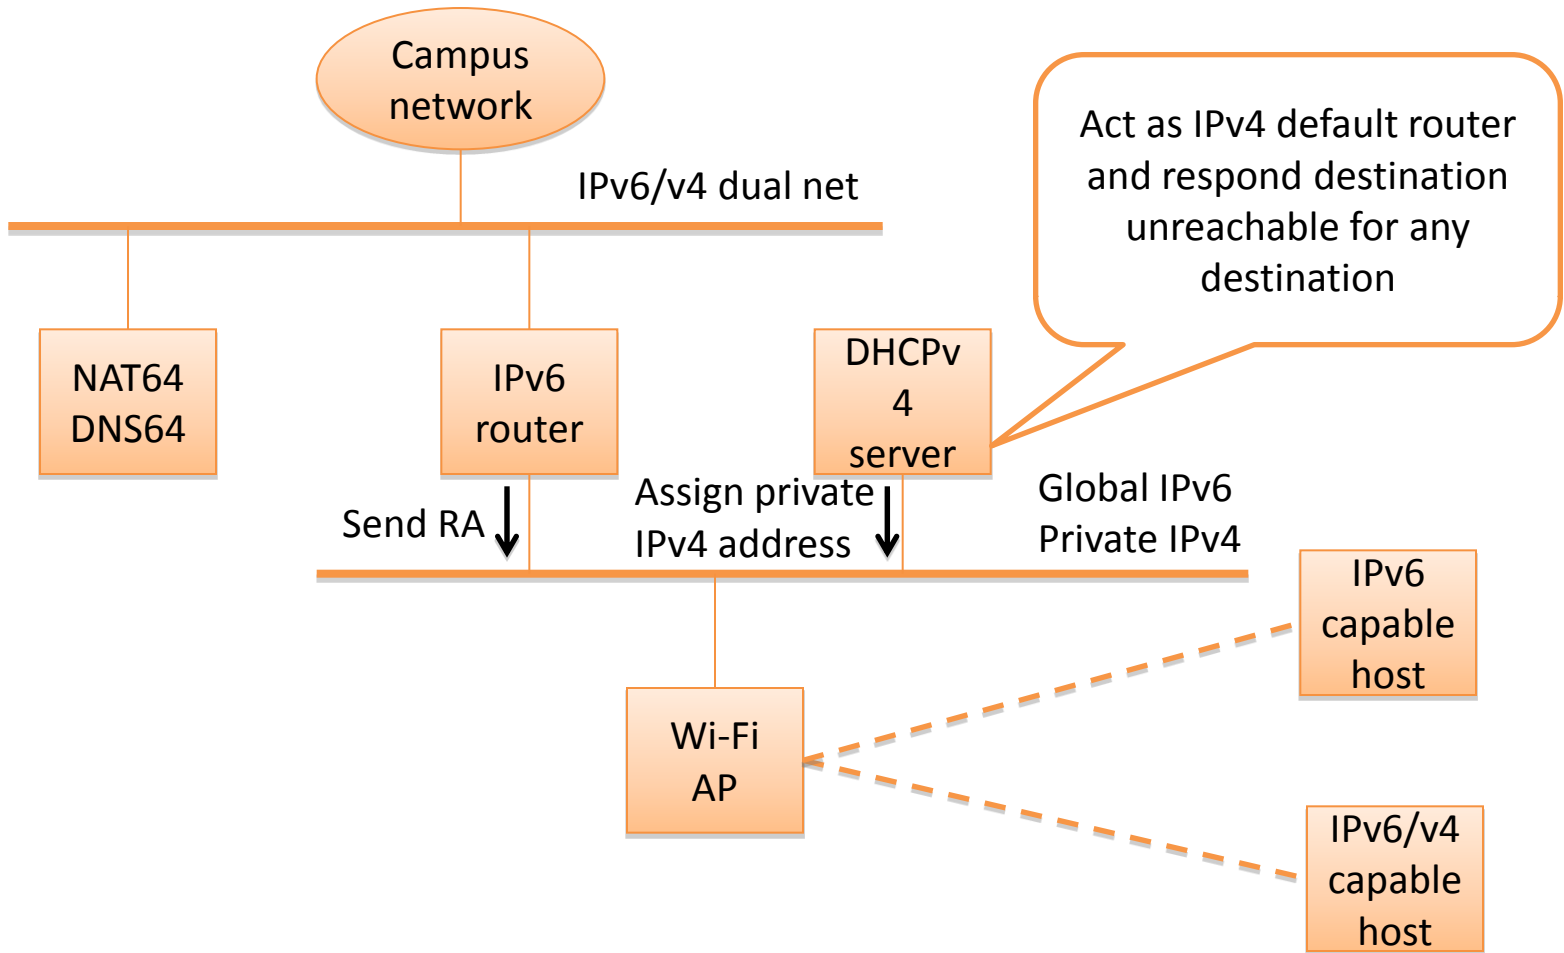 Campus
network
IPv6/v4 dual net
Act as IPv4 default router
and respond destination
unreachable for any
destination
NAT64
DNS64
IPv6
router
DHCPv
4
server
Send RA
Assign private
IPv4 address
Global IPv6
Private IPv4
IPv6
capable
host
Wi-Fi
AP
IPv6/v4
capable
host